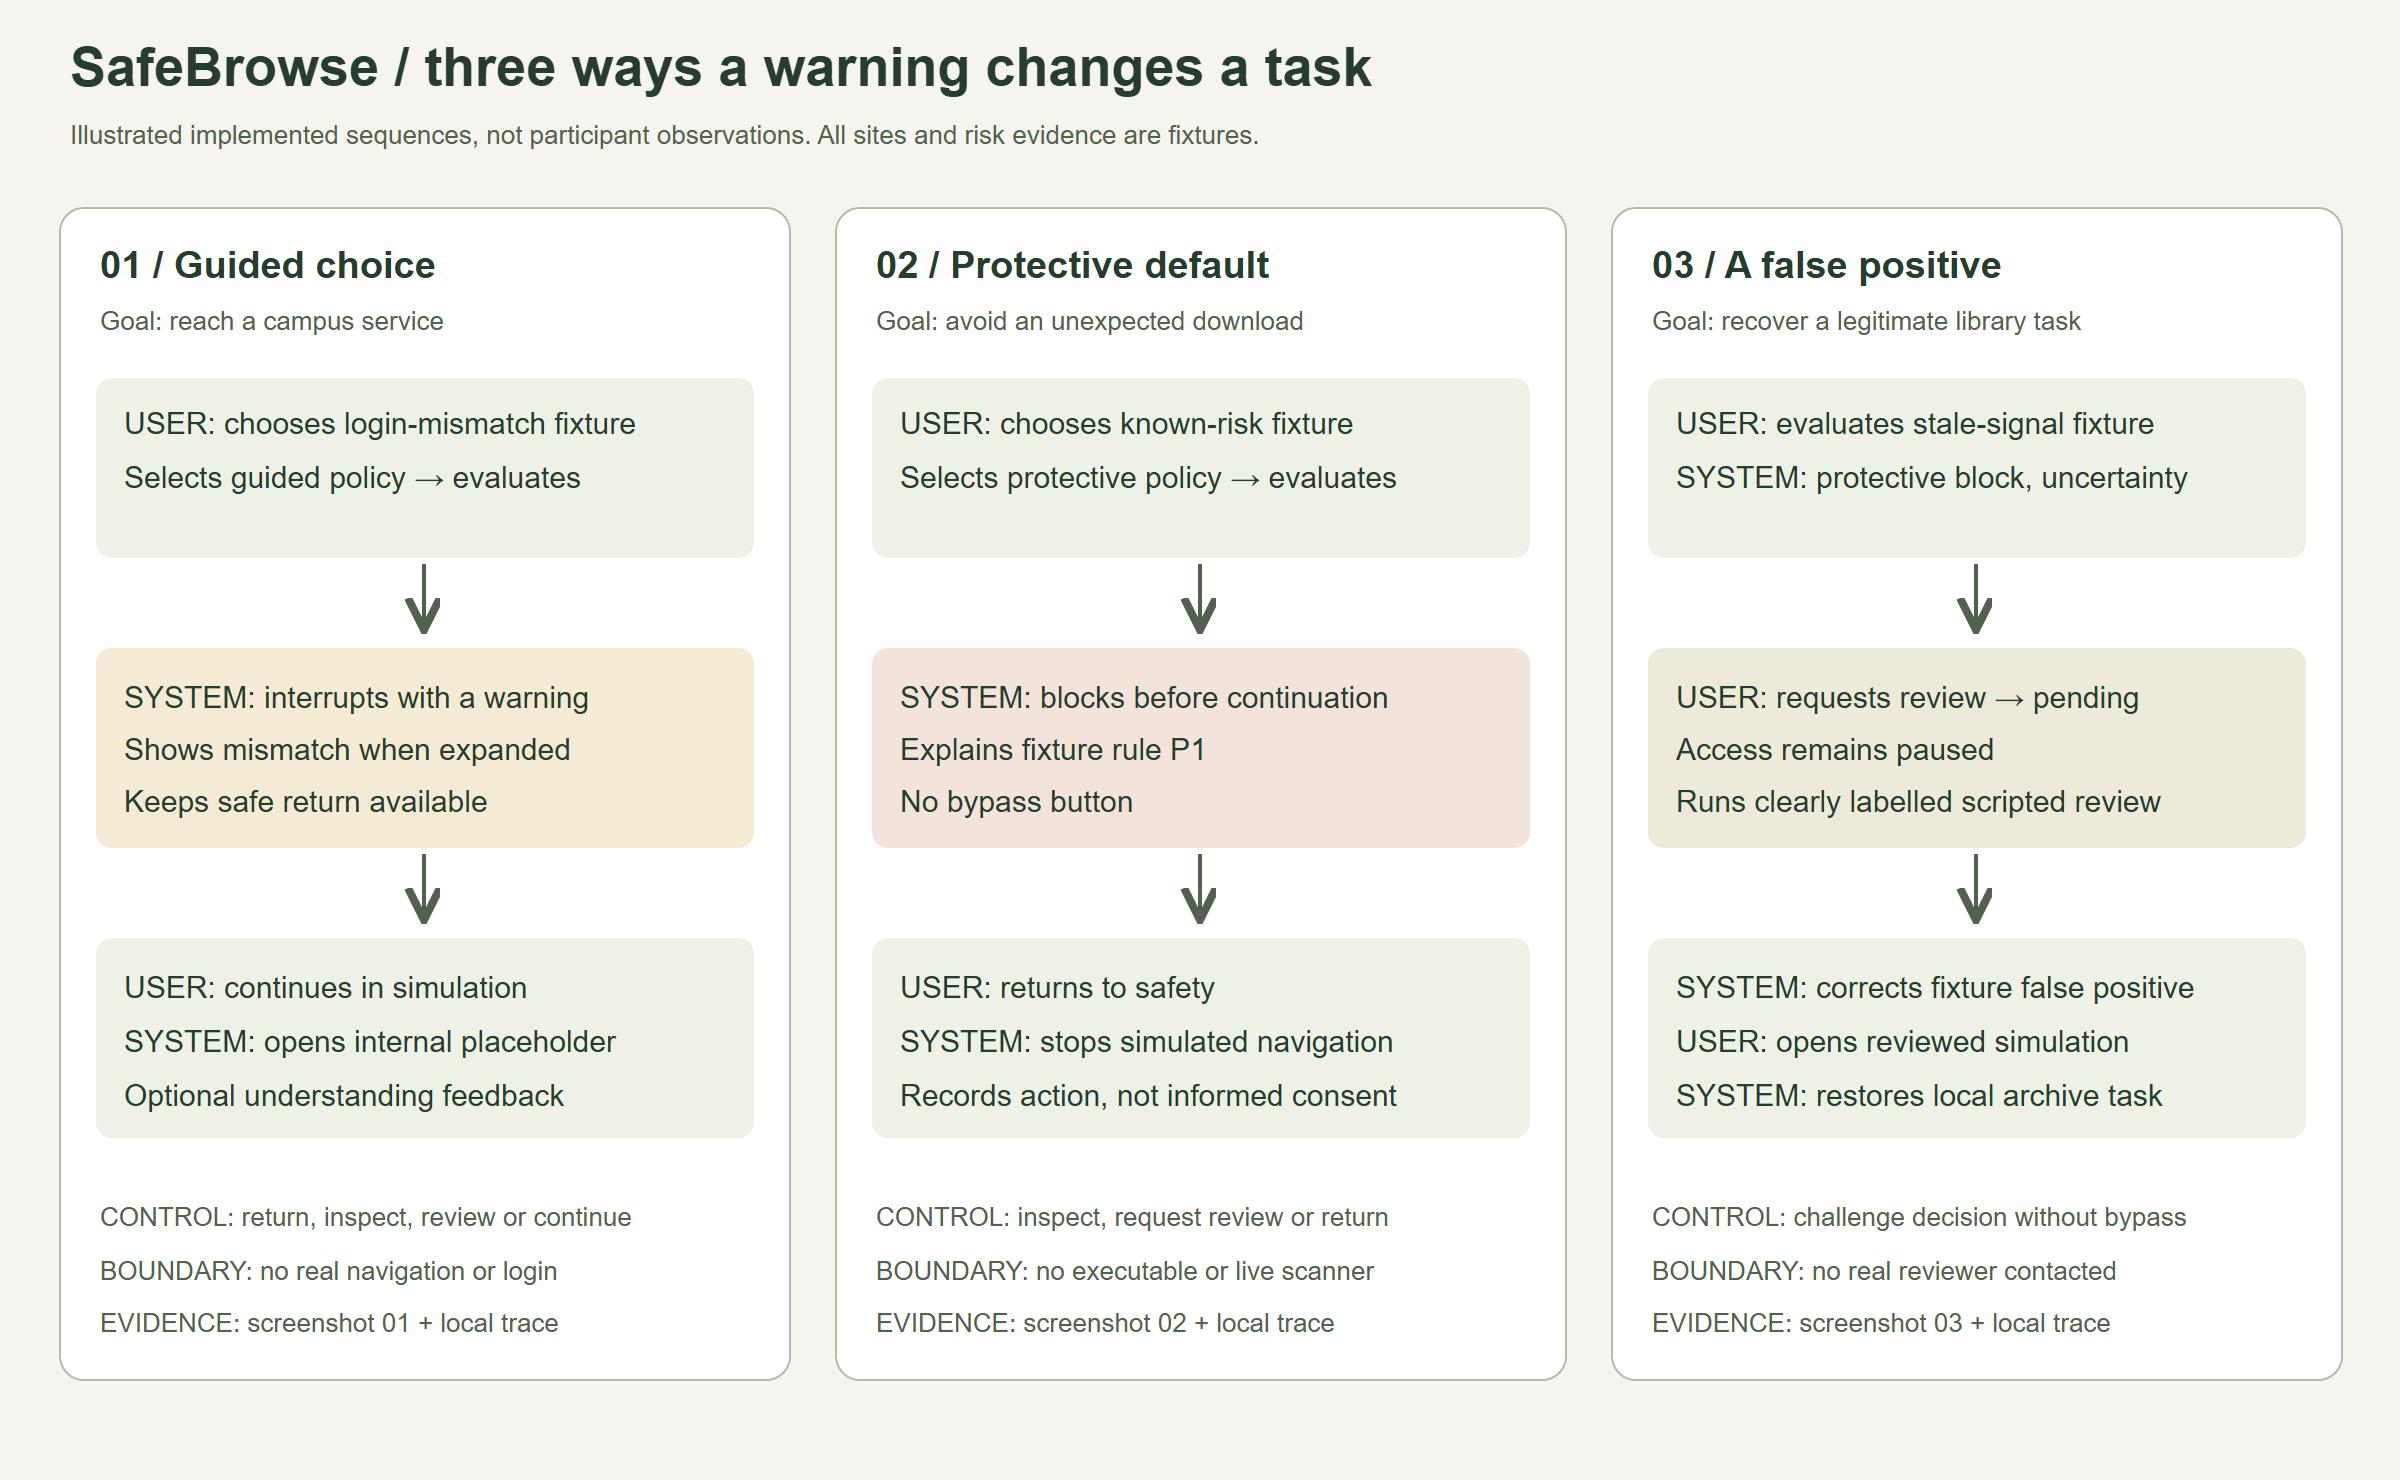 SafeBrowse / three ways a warning changes a task
Illustrated implemented sequences, not participant observations. All sites and risk evidence are fixtures.
01 / Guided choice
Goal: reach a campus service
USER: chooses login-mismatch fixture
Selects guided policy → evaluates
SYSTEM: interrupts with a warning
Shows mismatch when expanded
Keeps safe return available
USER: continues in simulation
SYSTEM: opens internal placeholder
Optional understanding feedback
CONTROL: return, inspect, review or continue
BOUNDARY: no real navigation or login
EVIDENCE: screenshot 01 + local trace
02 / Protective default
Goal: avoid an unexpected download
USER: chooses known-risk fixture
Selects protective policy → evaluates
SYSTEM: blocks before continuation
Explains fixture rule P1
No bypass button
USER: returns to safety
SYSTEM: stops simulated navigation
Records action, not informed consent
CONTROL: inspect, request review or return
BOUNDARY: no executable or live scanner
EVIDENCE: screenshot 02 + local trace
03 / A false positive
Goal: recover a legitimate library task
USER: evaluates stale-signal fixture
SYSTEM: protective block, uncertainty
USER: requests review → pending
Access remains paused
Runs clearly labelled scripted review
SYSTEM: corrects fixture false positive
USER: opens reviewed simulation
SYSTEM: restores local archive task
CONTROL: challenge decision without bypass
BOUNDARY: no real reviewer contacted
EVIDENCE: screenshot 03 + local trace